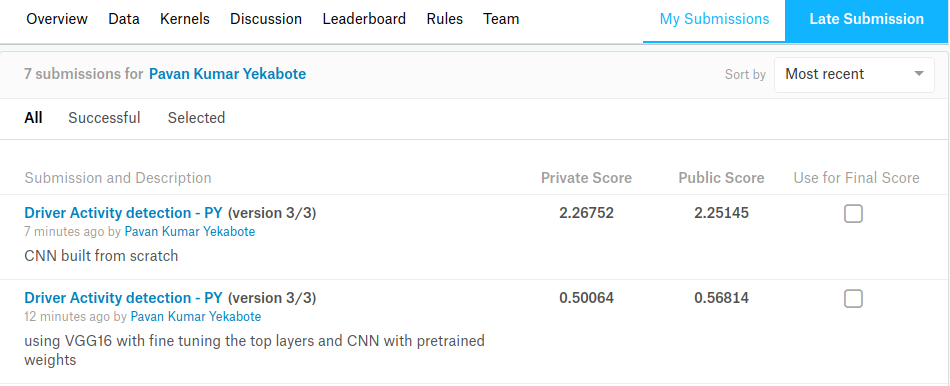 Overview Data Kernels Discussion Leaderboard Rules Team My Submissions Late Submission
7 submissions for Pavan Kumar Yekabote Sort by Most recent
All Successful Selected
Submission and Description Private Score Public Score Use for Final Score
Driver Activity detection - PY (version 3/3) 2.26752 2.25145
7 minutes ago by Pavan Kumar Yekabote
CNN built from scratch
Driver Activity detection - PY (version 3/3) 0.50064 0.56814
12 minutes ago by Pavan Kumar Yekabote
using VGG16 with fine tuning the top layers and CNN with pretrained
weights